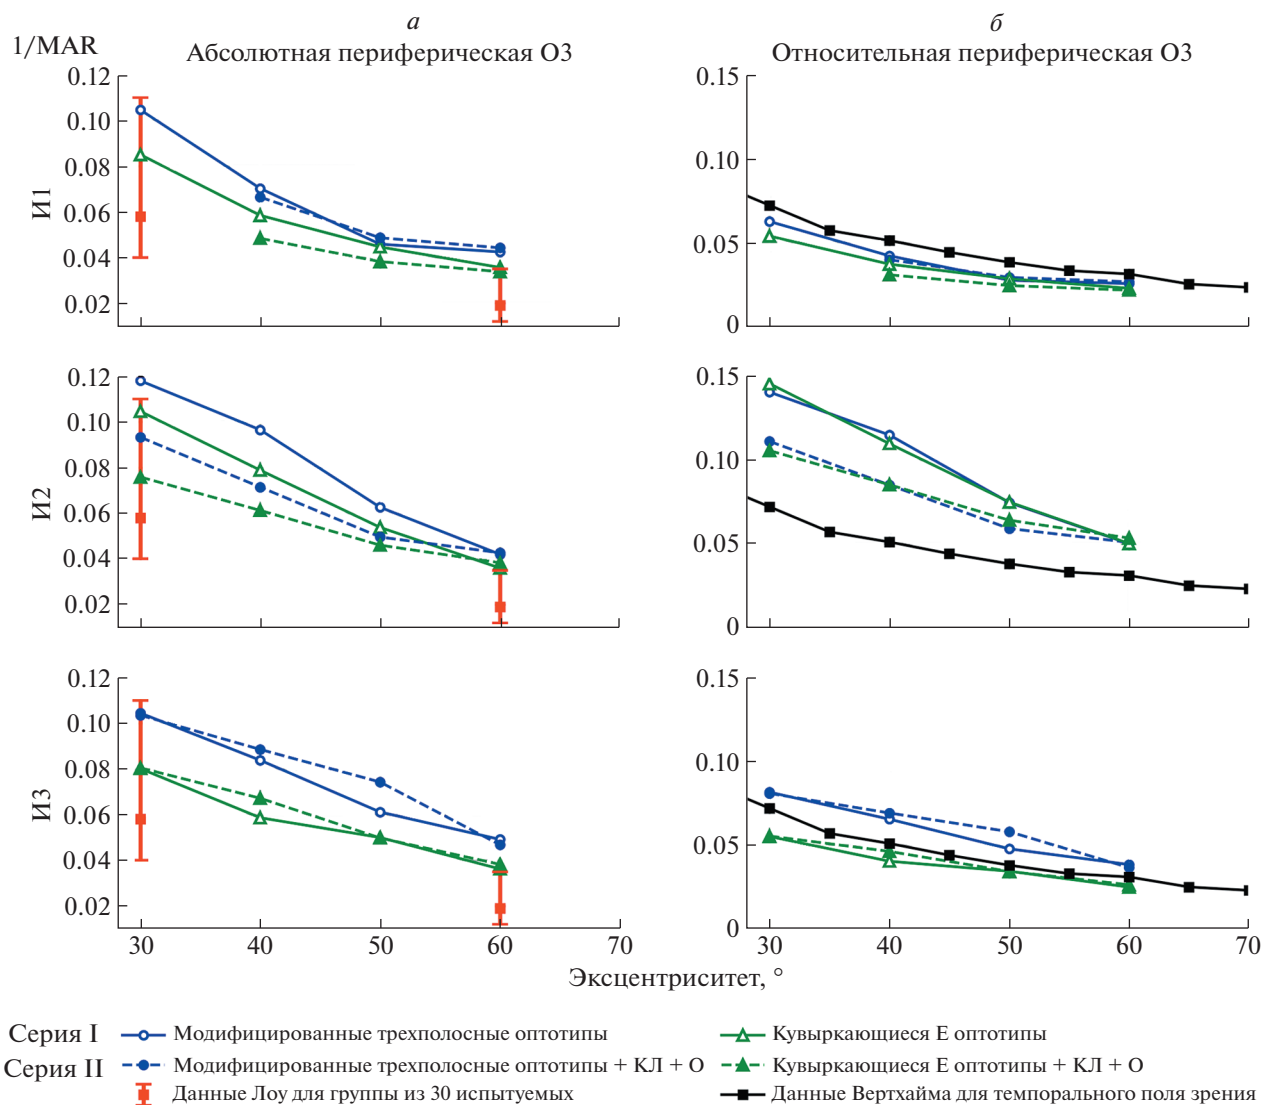 а
б
1/MAR
Абсолютная периферическая ОЗ
Относительная периферическая ОЗ
И1
0.12
0.10
0.08
0.06
0.04
0.02
0.15
0.10
0.05
0
И2
0.12
0.10
0.08
0.06
0.04
0.02
0.15
0.10
0.05
0
И3
0.12
0.10
0.08
0.06
0.04
0.02
30 40 50 60 70
0.15
0.10
0.05
0
30 40 50 60 70
Эксцентриситет, °
Серия I Модифицированные трехполосные оптотипы Кувыркающиеся Е оптотипы
Серия II Модифицированные трехполосные оптотипы + КЛ + О Кувыркающиеся Е оптотипы + КЛ + О
Данные Лоу для группы из 30 испытуемых Данные Вертхайма для темпорального поля зрения